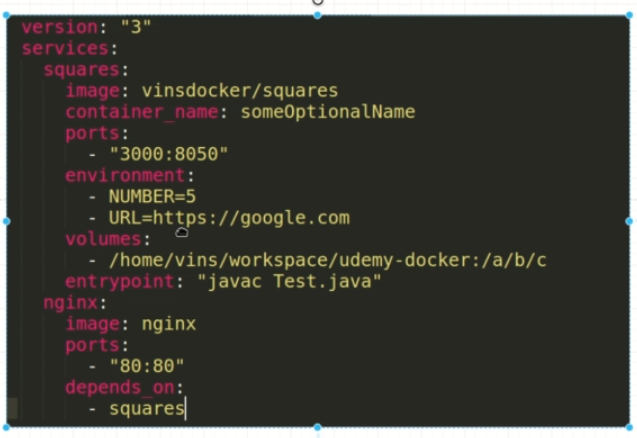 version: "3"
services:
  squares:
    image: vinsdocker/squares
    container_name: someOptionalName
    ports:
      - "3000:8050"
    environment:
      - NUMBER=5
      - URL=https://google.com
    volumes:
      - /home/vins/workspace/udemy-docker:/a/b/c
    entrypoint: "javac Test.java"
  nginx:
    image: nginx
    ports:
      - "80:80"
    depends_on:
      - squares